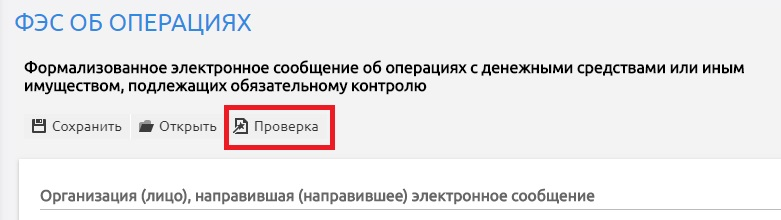 ФЭС ОБ ОПЕРАЦИЯХ
Формализованное электронное сообщение об операциях с денежными средствами или иным
имуществом, подлежащих обязательному контролю
Сохранить Открыть Проверка
Организация (лицо), направившая (направившее) электронное сообщение